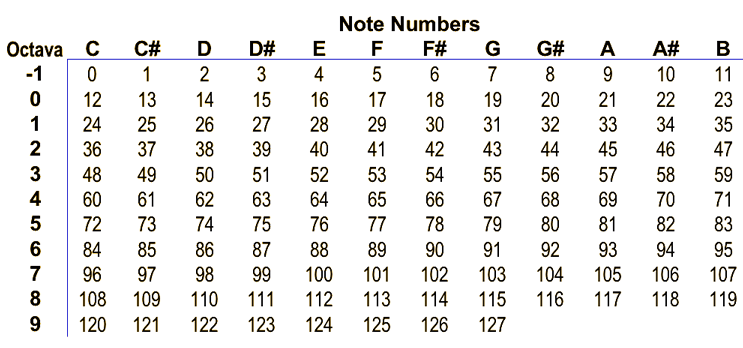 Note Numbers
Octava C C# D D# E F F# G G# A A# B
-1 0 1 2 3 4 5 6 7 8 9 10 11
0 12 13 14 15 16 17 18 19 20 21 22 23
1 24 25 26 27 28 29 30 31 32 33 34 35
2 36 37 38 39 40 41 42 43 44 45 46 47
3 48 49 50 51 52 53 54 55 56 57 58 59
4 60 61 62 63 64 65 66 67 68 69 70 71
5 72 73 74 75 76 77 78 79 80 81 82 83
6 84 85 86 87 88 89 90 91 92 93 94 95
7 96 97 98 99 100 101 102 103 104 105 106 107
8 108 109 110 111 112 113 114 115 116 117 118 119
9 120 121 122 123 124 125 126 127